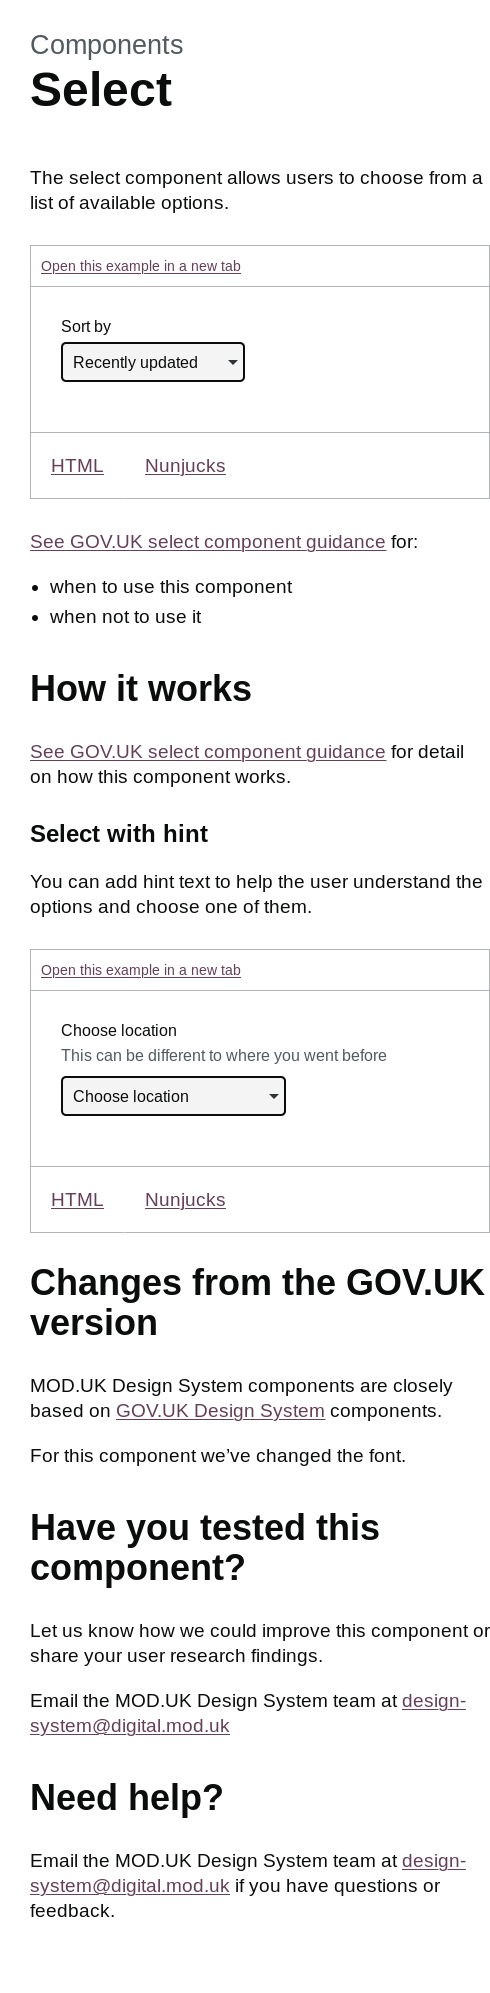 Components
Select
The select component allows users to choose from a
list of available options.
Open this example in a new tab
Sort by
Recently updated
HTML
Nunjucks
See GOV.UK select component guidance for:
• when to use this component
• when not to use it
How it works
See GOV.UK select component guidance for detail
on how this component works.
Select with hint
You can add hint text to help the user understand the
options and choose one of them.
Open this example in a new tab
Choose location
This can be different to where you went before
Choose location
HTML
Nunjucks
Changes from the GOV.UK
version
MOD.UK Design System components are closely
based on GOV.UK Design System components.
For this component we’ve changed the font.
Have you tested this
component?
Let us know how we could improve this component or
share your user research findings.
Email the MOD.UK Design System team at design-
system@digital.mod.uk
Need help?
Email the MOD.UK Design System team at design-
system@digital.mod.uk if you have questions or
feedback.